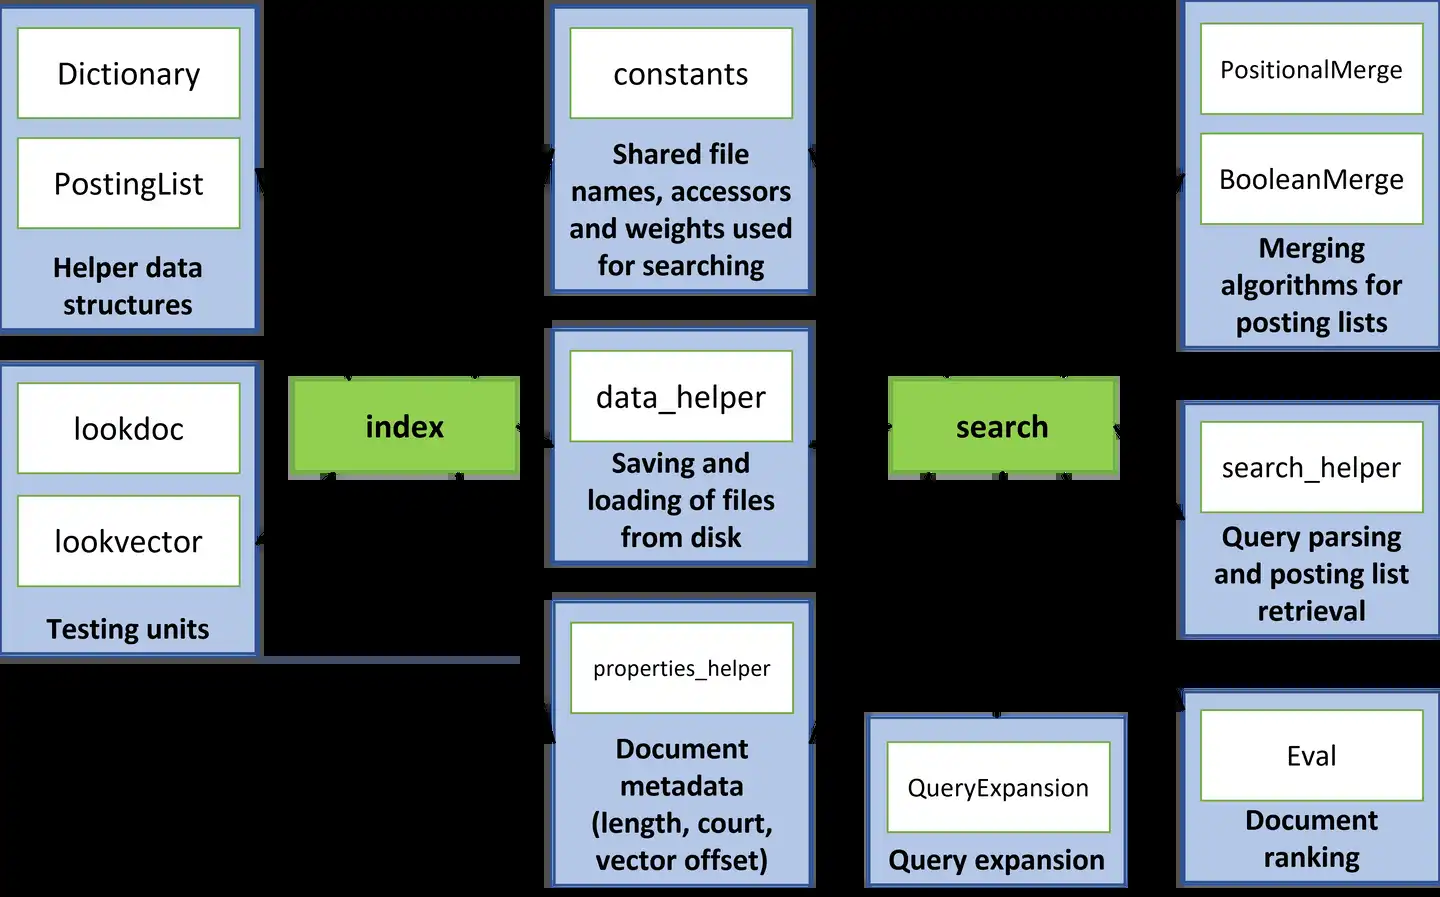 Dictionary
PostingList
Helper data
structures
lookdoc
lookvector
Testing units
index
constants
Shared file
names, accessors
and weights used
for searching
data_helper
Saving and
loading of files
from disk
properties_helper
Document
metadata
(length, court,
vector offset)
search
QueryExpansion
Query expansion
PositionalMerge
BooleanMerge
Merging
algorithms for
posting lists
search_helper
Query parsing
and posting list
retrieval
Eval
Document
ranking